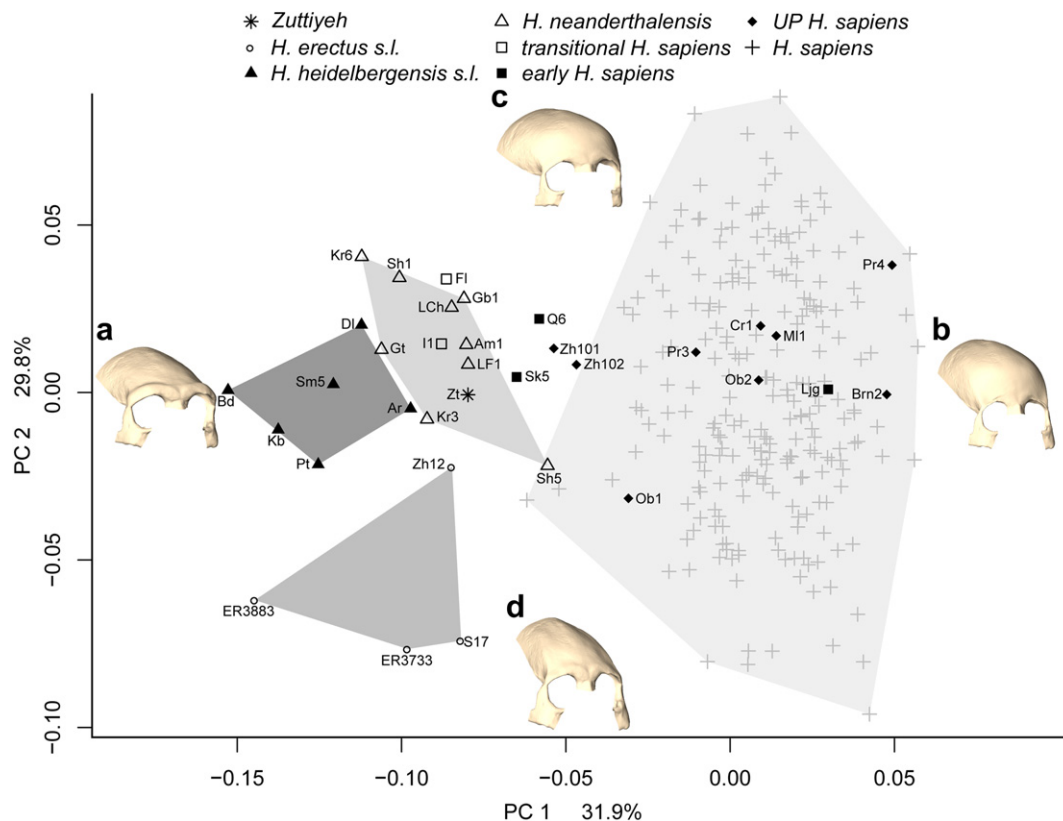 Zuttiyeh
H. erectus s.l.
H. heidelbergensis s.l.
H. neanderthalensis
transitional H. sapiens
early H. sapiens
UP H. sapiens
H. sapiens
c
a
b
d
Kr6
Sh1
Fl
Gb1
LCh
Dl
Gt
I1
Am1
LF1
Sm5
Zt
Bd
Ar
Kr3
Kb
Pt
Zh12
Sh5
Q6
Zh101
Sk5
Zh102
Pr4
Cr1
Ml1
Pr3
Ob2
Ljg
Brn2
Ob1
ER3883
S17
ER3733
PC 2 29.8%
0.05
0.00
−0.05
−0.10
−0.15
−0.10
−0.05
0.00
0.05
PC 1 31.9%